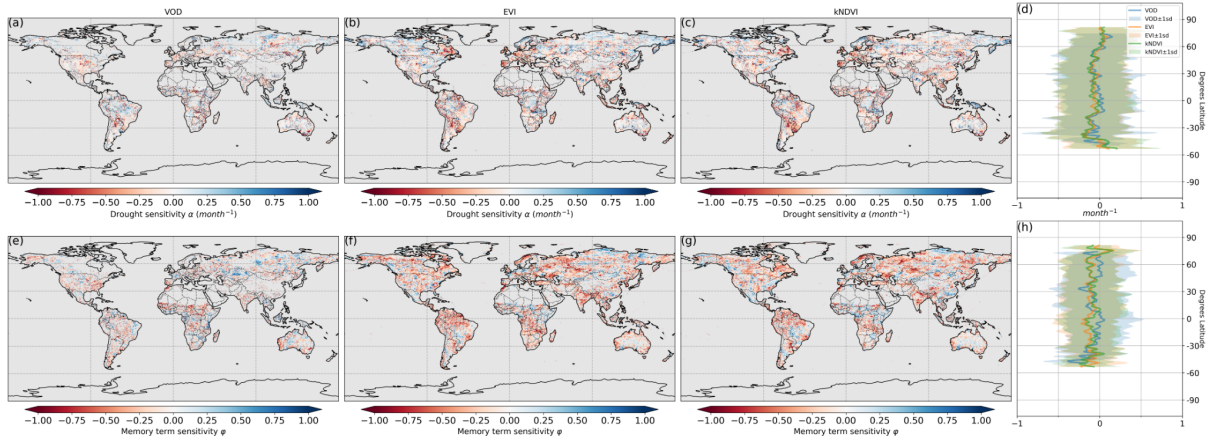 VOD
EVI
kNDVI
(a)
(b)
(c)
(d)
VOD
VOD±1sd
EVI
EVI±1sd
kNDVI
kNDVI±1sd
90
60
30
0
-30
-60
-90
Degrees Latitude
-1.00 -0.75 -0.50 -0.25 0.00 0.25 0.50 0.75 1.00
Drought sensitivity α (month⁻¹)
-1.00 -0.75 -0.50 -0.25 0.00 0.25 0.50 0.75 1.00
Drought sensitivity α (month⁻¹)
-1.00 -0.75 -0.50 -0.25 0.00 0.25 0.50 0.75 1.00
Drought sensitivity α (month⁻¹)
-1 0 1
month⁻¹
(e)
(f)
(g)
(h)
90
60
30
0
-30
-60
-90
Degrees Latitude
-1.00 -0.75 -0.50 -0.25 0.00 0.25 0.50 0.75 1.00
Memory term sensitivity φ
-1.00 -0.75 -0.50 -0.25 0.00 0.25 0.50 0.75 1.00
Memory term sensitivity φ
-1.00 -0.75 -0.50 -0.25 0.00 0.25 0.50 0.75 1.00
Memory term sensitivity φ
-1 0 1